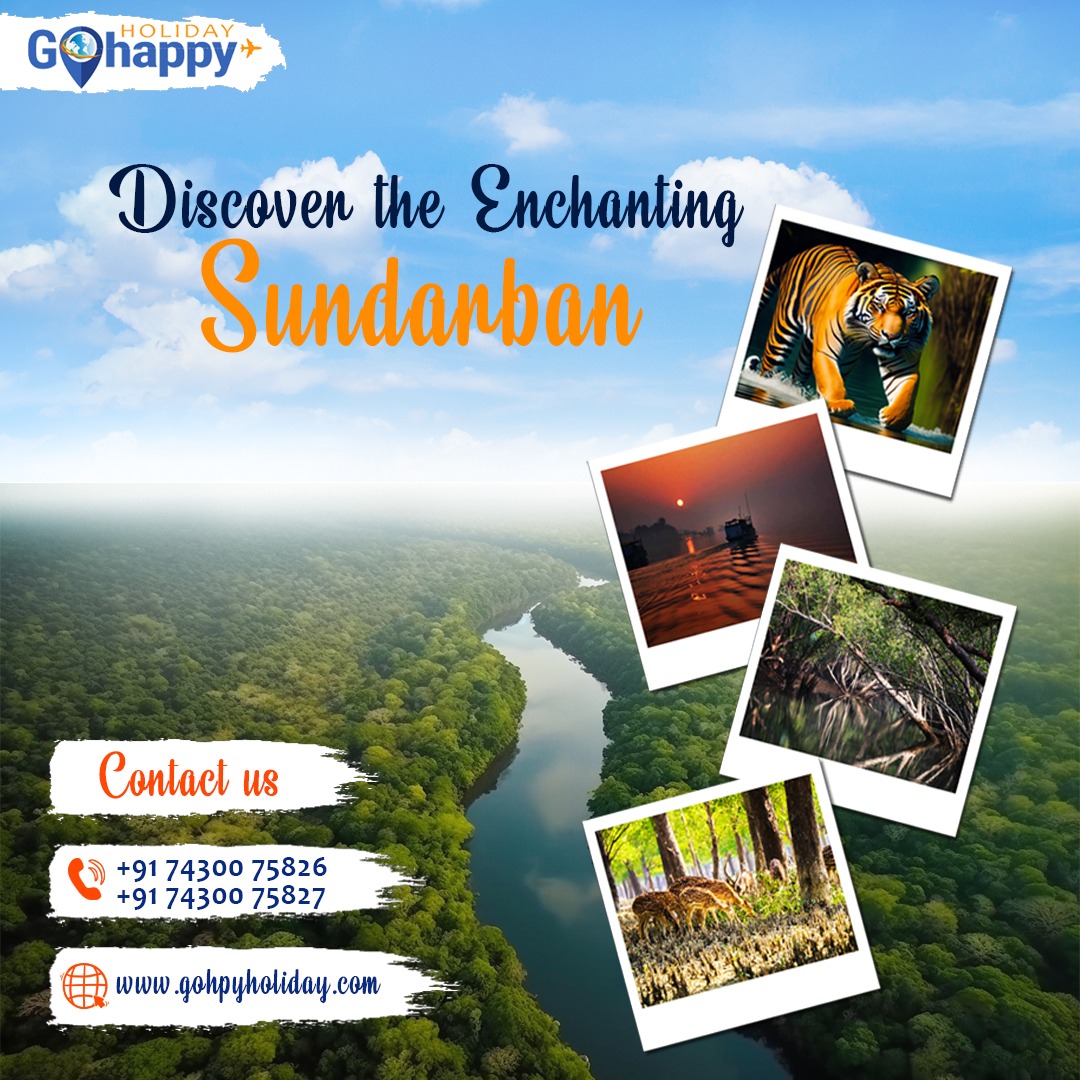 HOLIDAY
GOhappy
Discover the Enchanting
Sundarban
Contact us
+91 74300 75826
+91 74300 75827
www.gohpyholiday.com